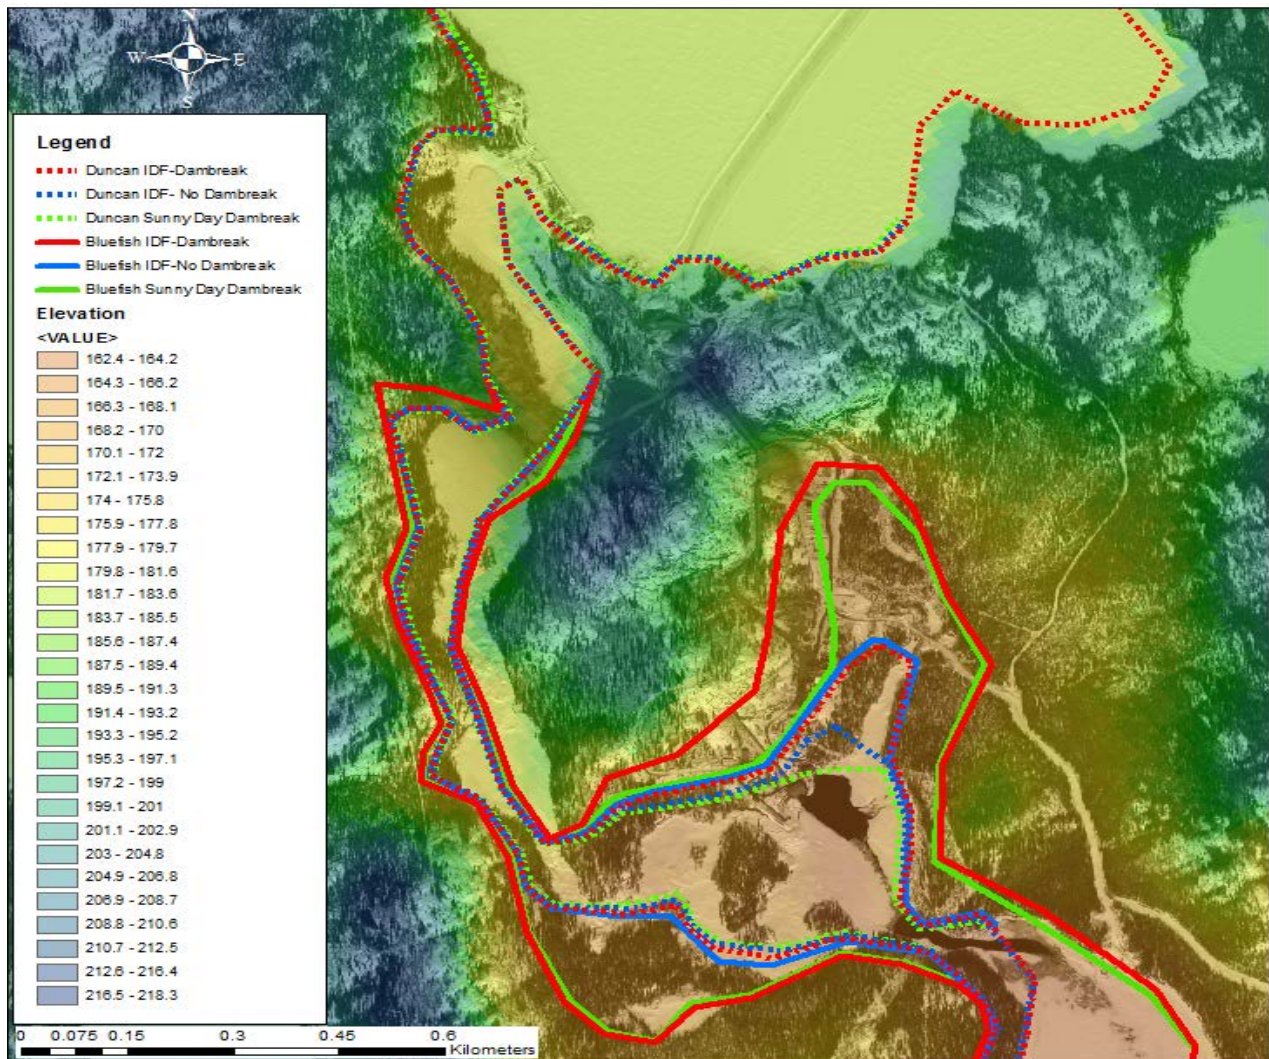 N
W E
S
Legend
Duncan IDF-Dambreak
Duncan IDF- No Dambreak
Duncan Sunny Day Dambreak
Bluefish IDF-Dambreak
Bluefish IDF-No Dambreak
Bluefish Sunny Day Dambreak
Elevation
<VALUE>
162.4 - 164.2
164.3 - 166.2
166.3 - 168.1
168.2 - 170
170.1 - 172
172.1 - 173.9
174 - 175.8
175.9 - 177.8
177.9 - 179.7
179.8 - 181.6
181.7 - 183.6
183.7 - 185.5
185.6 - 187.4
187.5 - 189.4
189.5 - 191.3
191.4 - 193.2
193.3 - 195.2
195.3 - 197.1
197.2 - 199
199.1 - 201
201.1 - 202.9
203 - 204.8
204.9 - 206.8
206.9 - 208.7
208.8 - 210.6
210.7 - 212.5
212.6 - 216.4
216.5 - 218.3
0 0.075 0.15 0.3 0.45 0.6
Kilometers